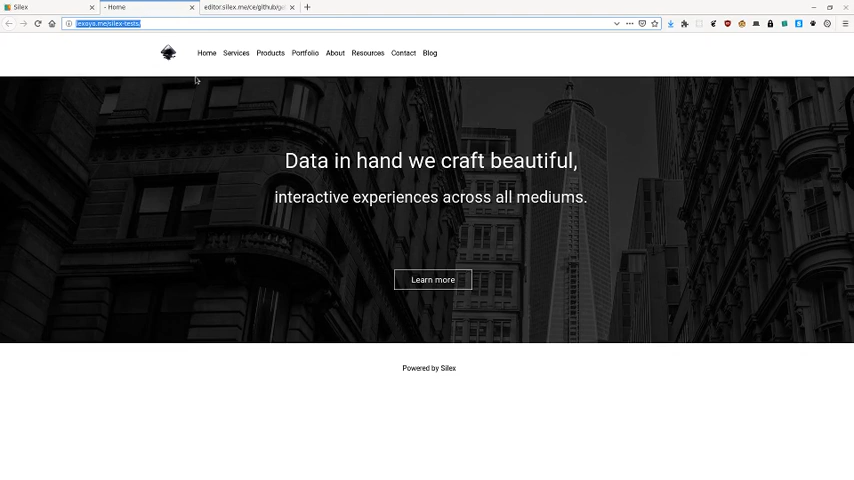 Silex
- Home
editor.silex.me/ce/github/ge
lexoyo.me/silex-tests/
Home Services Products Portfolio About Resources Contact Blog
Data in hand we craft beautiful,
interactive experiences across all mediums.
Learn more
Powered by Silex